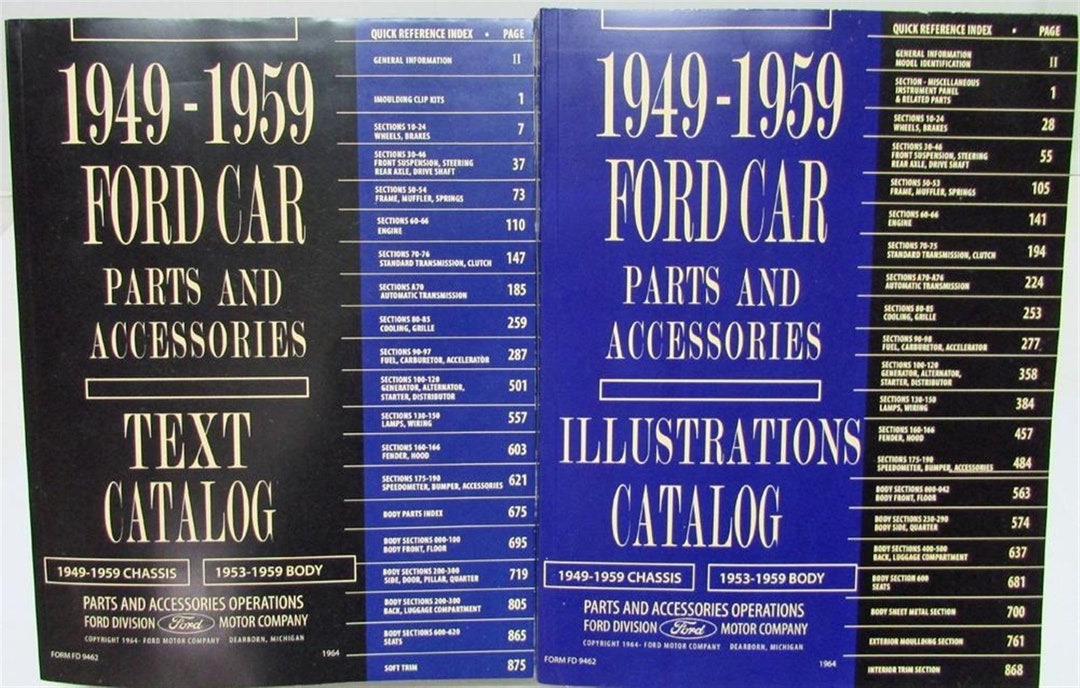 1949-1959
FORD CAR
PARTS AND
ACCESSORIES
TEXT
CATALOG
1949-1959 CHASSIS
1953-1959 BODY
PARTS AND ACCESSORIES OPERATIONS
FORD DIVISION Ford MOTOR COMPANY
COPYRIGHT 1964- FORD MOTOR COMPANY DEARBORN, MICHIGAN
FORM FD 9462 1964
QUICK REFERENCE INDEX • PAGE
GENERAL INFORMATION II
IMOULDING CLIP KITS 1
SECTIONS 10-24
WHEELS, BRAKES 7
SECTIONS 30-46
FRONT SUSPENSION, STEERING
REAR AXLE, DRIVE SHAFT 37
SECTIONS 50-54
FRAME, MUFFLER, SPRINGS 73
SECTIONS 60-66
ENGINE 110
SECTIONS 70-76
STANDARD TRANSMISSION, CLUTCH 147
SECTIONS A70
AUTOMATIC TRANSMISSION 185
SECTIONS 80-85
COOLING, GRILLE 259
SECTIONS 90-97
FUEL, CARBURETOR, ACCELERATOR 287
SECTIONS 100-120
GENERATOR, ALTERNATOR,
STARTER, DISTRIBUTOR 501
SECTIONS 130-150
LAMPS, WIRING 557
SECTIONS 160-166
FENDER, HOOD 603
SECTIONS 175-190
SPEEDOMETER, BUMPER, ACCESSORIES 621
BODY PARTS INDEX 675
BODY SECTIONS 000-100
BODY FRONT, FLOOR 695
BODY SECTIONS 200-300
SIDE, DOOR, PILLAR, QUARTER 719
BODY SECTIONS 200-300
BACK, LUGGAGE COMPARTMENT 805
BODY SECTIONS 600-620
SEATS 865
SOFT TRIM 875
1949-1959
FORD CAR
PARTS AND
ACCESSORIES
ILLUSTRATIONS
CATALOG
1949-1959 CHASSIS
1953-1959 BODY
PARTS AND ACCESSORIES OPERATIONS
FORD DIVISION Ford MOTOR COMPANY
COPYRIGHT 1964- FORD MOTOR COMPANY DEARBORN, MICHIGAN
FORM FD 9462 1964
QUICK REFERENCE INDEX • PAGE
GENERAL INFORMATION
MODEL IDENTIFICATION II
SECTION - MISCELLANEOUS
INSTRUMENT PANEL
& RELATED PARTS 1
SECTIONS 10-24
WHEELS, BRAKES 28
SECTIONS 30-46
FRONT SUSPENSION, STEERING
REAR AXLE, DRIVE SHAFT 55
SECTIONS 50-53
FRAME, MUFFLER, SPRINGS 105
SECTIONS 60-66
ENGINE 141
SECTIONS 70-75
STANDARD TRANSMISSION, CLUTCH 194
SECTIONS A70-A76
AUTOMATIC TRANSMISSION 224
SECTIONS 80-85
COOLING, GRILLE 253
SECTIONS 90-98
FUEL, CARBURETOR, ACCELERATOR 277
SECTIONS 100-120
GENERATOR, ALTERNATOR,
STARTER, DISTRIBUTOR 358
SECTIONS 130-150
LAMPS, WIRING 384
SECTIONS 160-166
FENDER, HOOD 457
SECTIONS 175-190
SPEEDOMETER, BUMPER, ACCESSORIES 484
BODY SECTIONS 000-042
BODY FRONT, FLOOR 563
BODY SECTIONS 230-290
BODY SIDE, QUARTER 574
BODY SECTIONS 400-500
BACK, LUGGAGE COMPARTMENT 637
BODY SECTION 600
SEATS 681
BODY SHEET METAL SECTION 700
EXTERIOR MOULLDING SECTION 761
INTERIOR TRIM SECTION 868